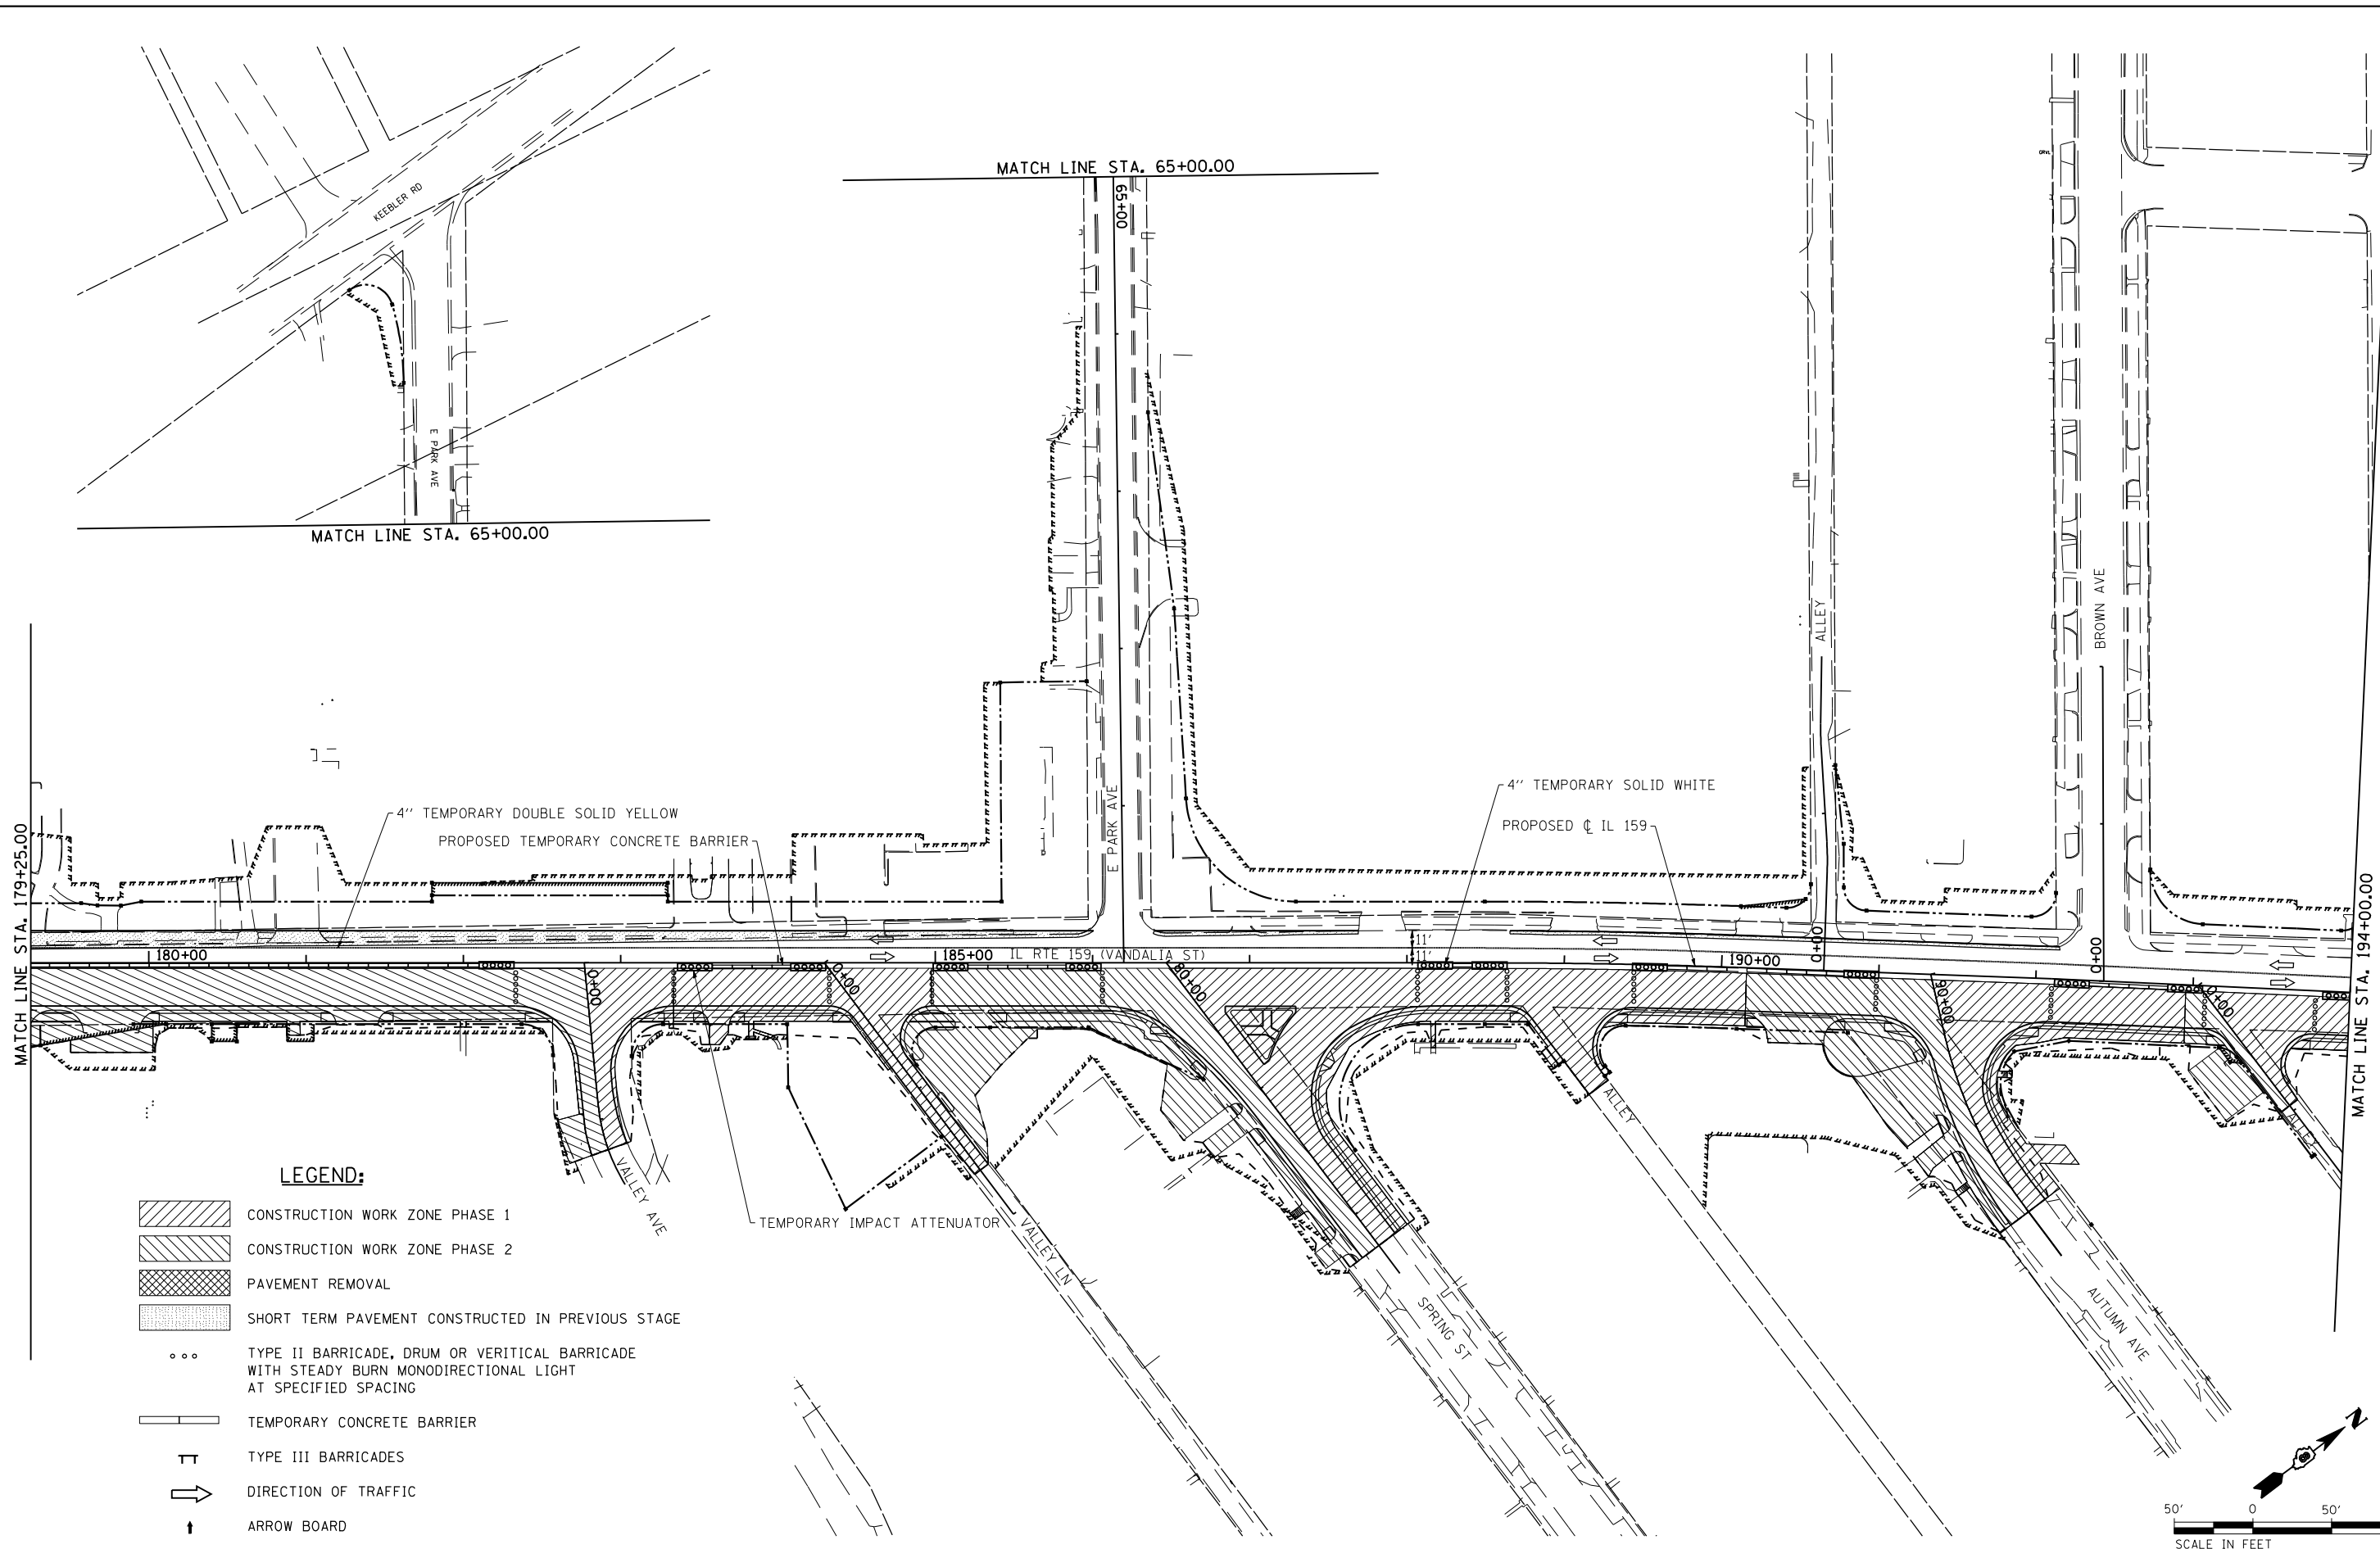 KEEBLER RD
E PARK AVE
MATCH LINE STA. 65+00.00
MATCH LINE STA. 65+00.00
65+00
GRVL
ALLEY
BROWN AVE
E PARK AVE
4'' TEMPORARY DOUBLE SOLID YELLOW
PROPOSED TEMPORARY CONCRETE BARRIER
4'' TEMPORARY SOLID WHITE
PROPOSED ℄ IL 159
MATCH LINE STA. 179+25.00
MATCH LINE STA. 194+00.00
180+00
185+00
IL RTE 159 (VANDALIA ST)
11'
11'
190+00
0+00
0+00
0+00
0+00
80+00
90+00
0+00
VALLEY AVE
TEMPORARY IMPACT ATTENUATOR
VALLEY LN
SPRING ST
ALLEY
AUTUMN AVE
LEGEND:
CONSTRUCTION WORK ZONE PHASE 1
CONSTRUCTION WORK ZONE PHASE 2
PAVEMENT REMOVAL
SHORT TERM PAVEMENT CONSTRUCTED IN PREVIOUS STAGE
TYPE II BARRICADE, DRUM OR VERITICAL BARRICADE
WITH STEADY BURN MONODIRECTIONAL LIGHT
AT SPECIFIED SPACING
TEMPORARY CONCRETE BARRIER
TYPE III BARRICADES
DIRECTION OF TRAFFIC
ARROW BOARD
N
50' 0 50'
SCALE IN FEET